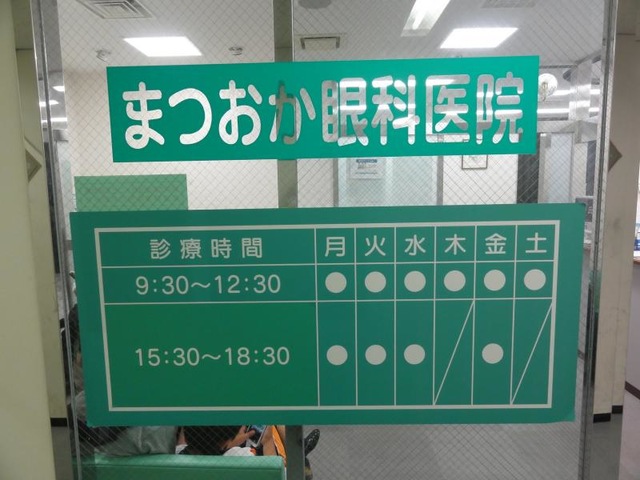 まつおか眼科医院
診療時間 月 火 水 木 金 土
9:30〜12:30 ● ● ● ● ● ●
15:30〜18:30 ● ● ● ／ ● ／